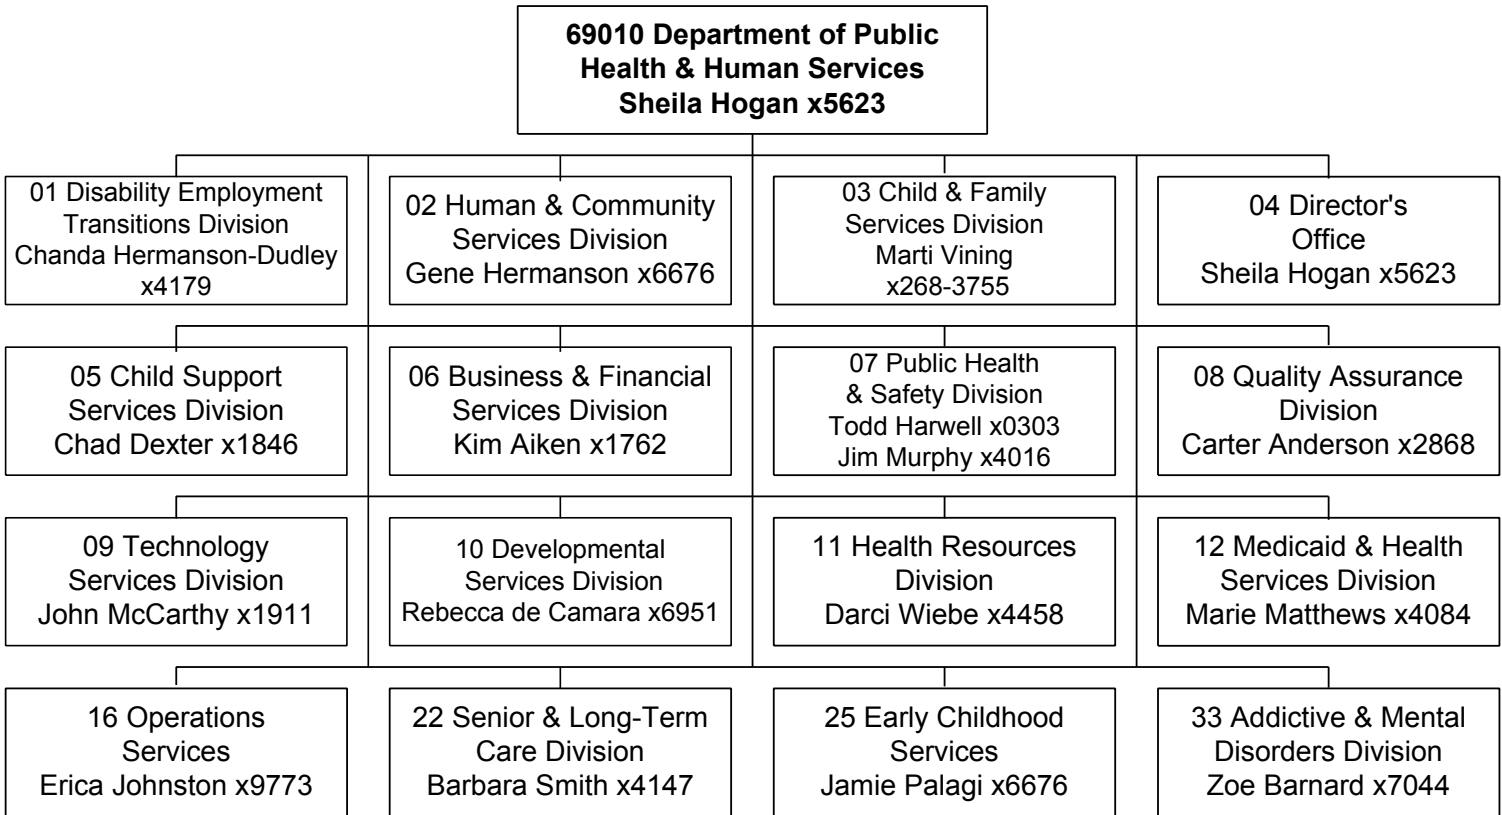 69010 Department of Public
Health & Human Services
Sheila Hogan x5623
01 Disability Employment
Transitions Division
Chanda Hermanson-Dudley
x4179
02 Human & Community
Services Division
Gene Hermanson x6676
03 Child & Family
Services Division
Marti Vining
x268-3755
04 Director's
Office
Sheila Hogan x5623
05 Child Support
Services Division
Chad Dexter x1846
06 Business & Financial
Services Division
Kim Aiken x1762
07 Public Health
& Safety Division
Todd Harwell x0303
Jim Murphy x4016
08 Quality Assurance
Division
Carter Anderson x2868
09 Technology
Services Division
John McCarthy x1911
10 Developmental
Services Division
Rebecca de Camara x6951
11 Health Resources
Division
Darci Wiebe x4458
12 Medicaid & Health
Services Division
Marie Matthews x4084
16 Operations
Services
Erica Johnston x9773
22 Senior & Long-Term
Care Division
Barbara Smith x4147
25 Early Childhood
Services
Jamie Palagi x6676
33 Addictive & Mental
Disorders Division
Zoe Barnard x7044